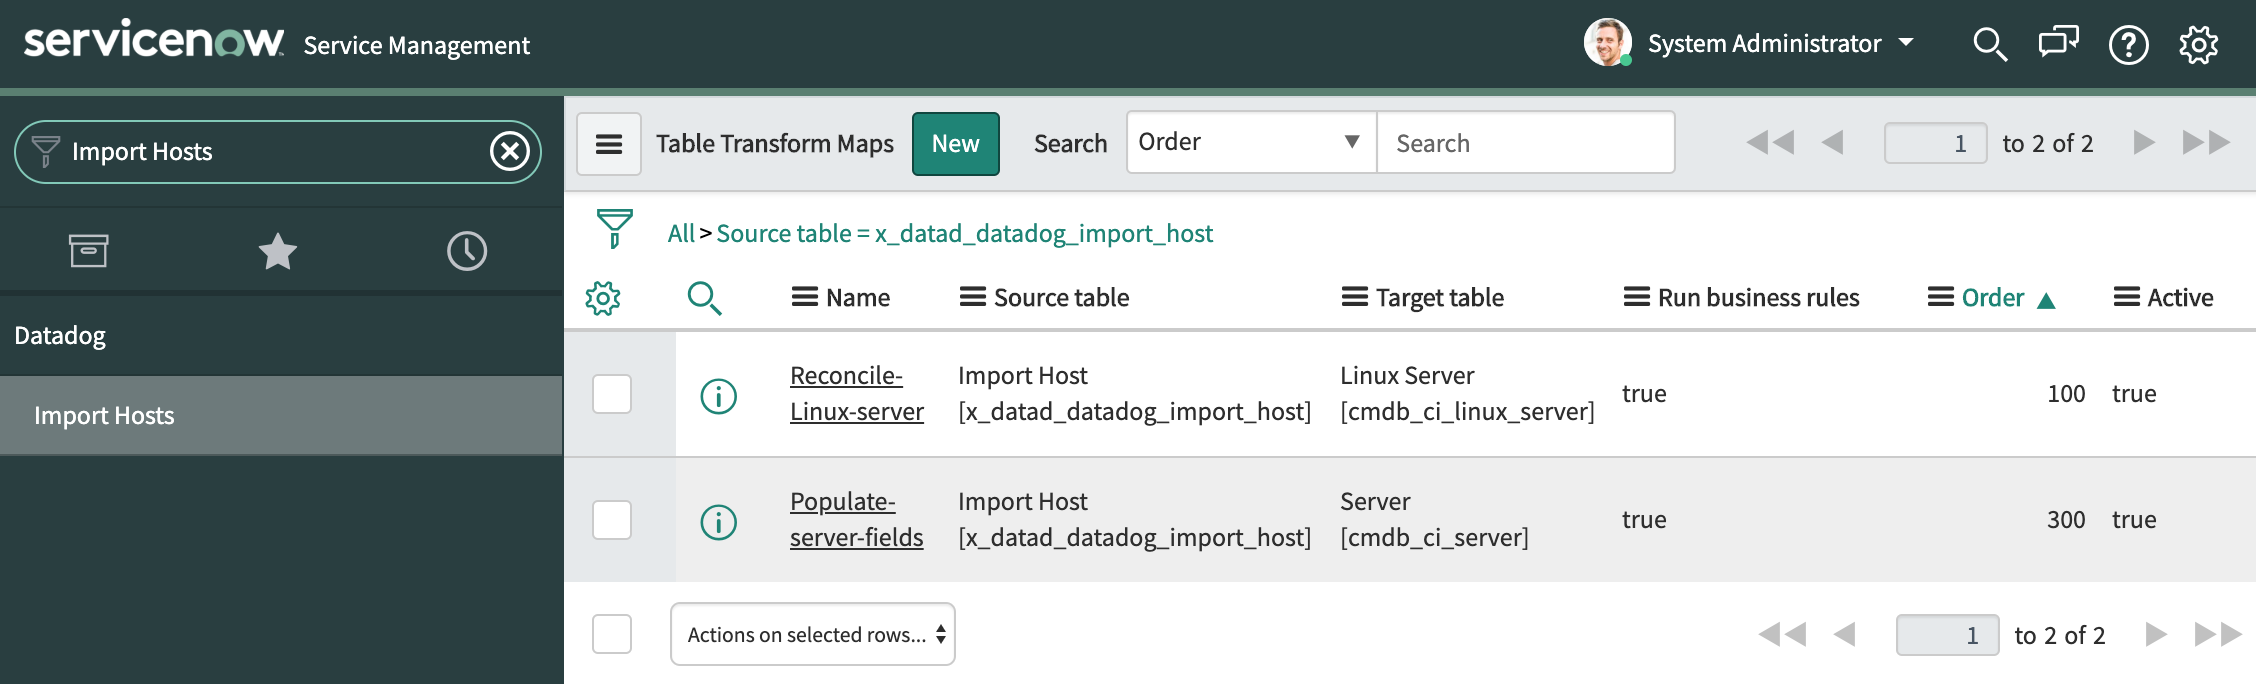 servicenow Service Management
System Administrator
Import Hosts
Datadog
Import Hosts
Table Transform Maps New Search Order Search 1 to 2 of 2
All > Source table = x_datad_datadog_import_host
Name Source table Target table Run business rules Order Active
Reconcile- Import Host Linux Server
Linux-server [x_datad_datadog_import_host] [cmdb_ci_linux_server] true 100 true
Populate- Import Host Server
server-fields [x_datad_datadog_import_host] [cmdb_ci_server] true 300 true
Actions on selected rows... 1 to 2 of 2